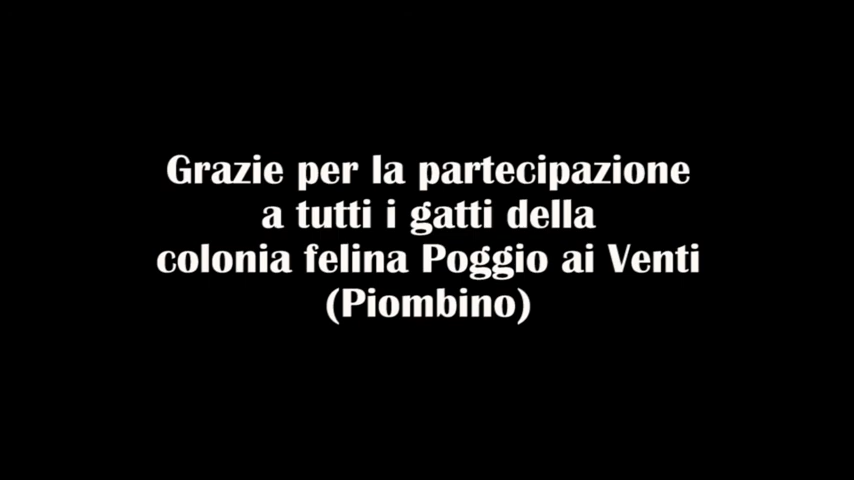 Grazie per la partecipazione
a tutti i gatti della
colonia felina Poggio ai Venti
(Piombino)